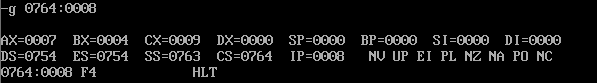 -g 0764:0008
AX=0007 BX=0004 CX=0009 DX=0000 SP=0000 BP=0000 SI=0000 DI=0000
DS=0754 ES=0754 SS=0763 CS=0764 IP=0008 NV UP EI PL NZ NA PO NC
0764:0008 F4 HLT